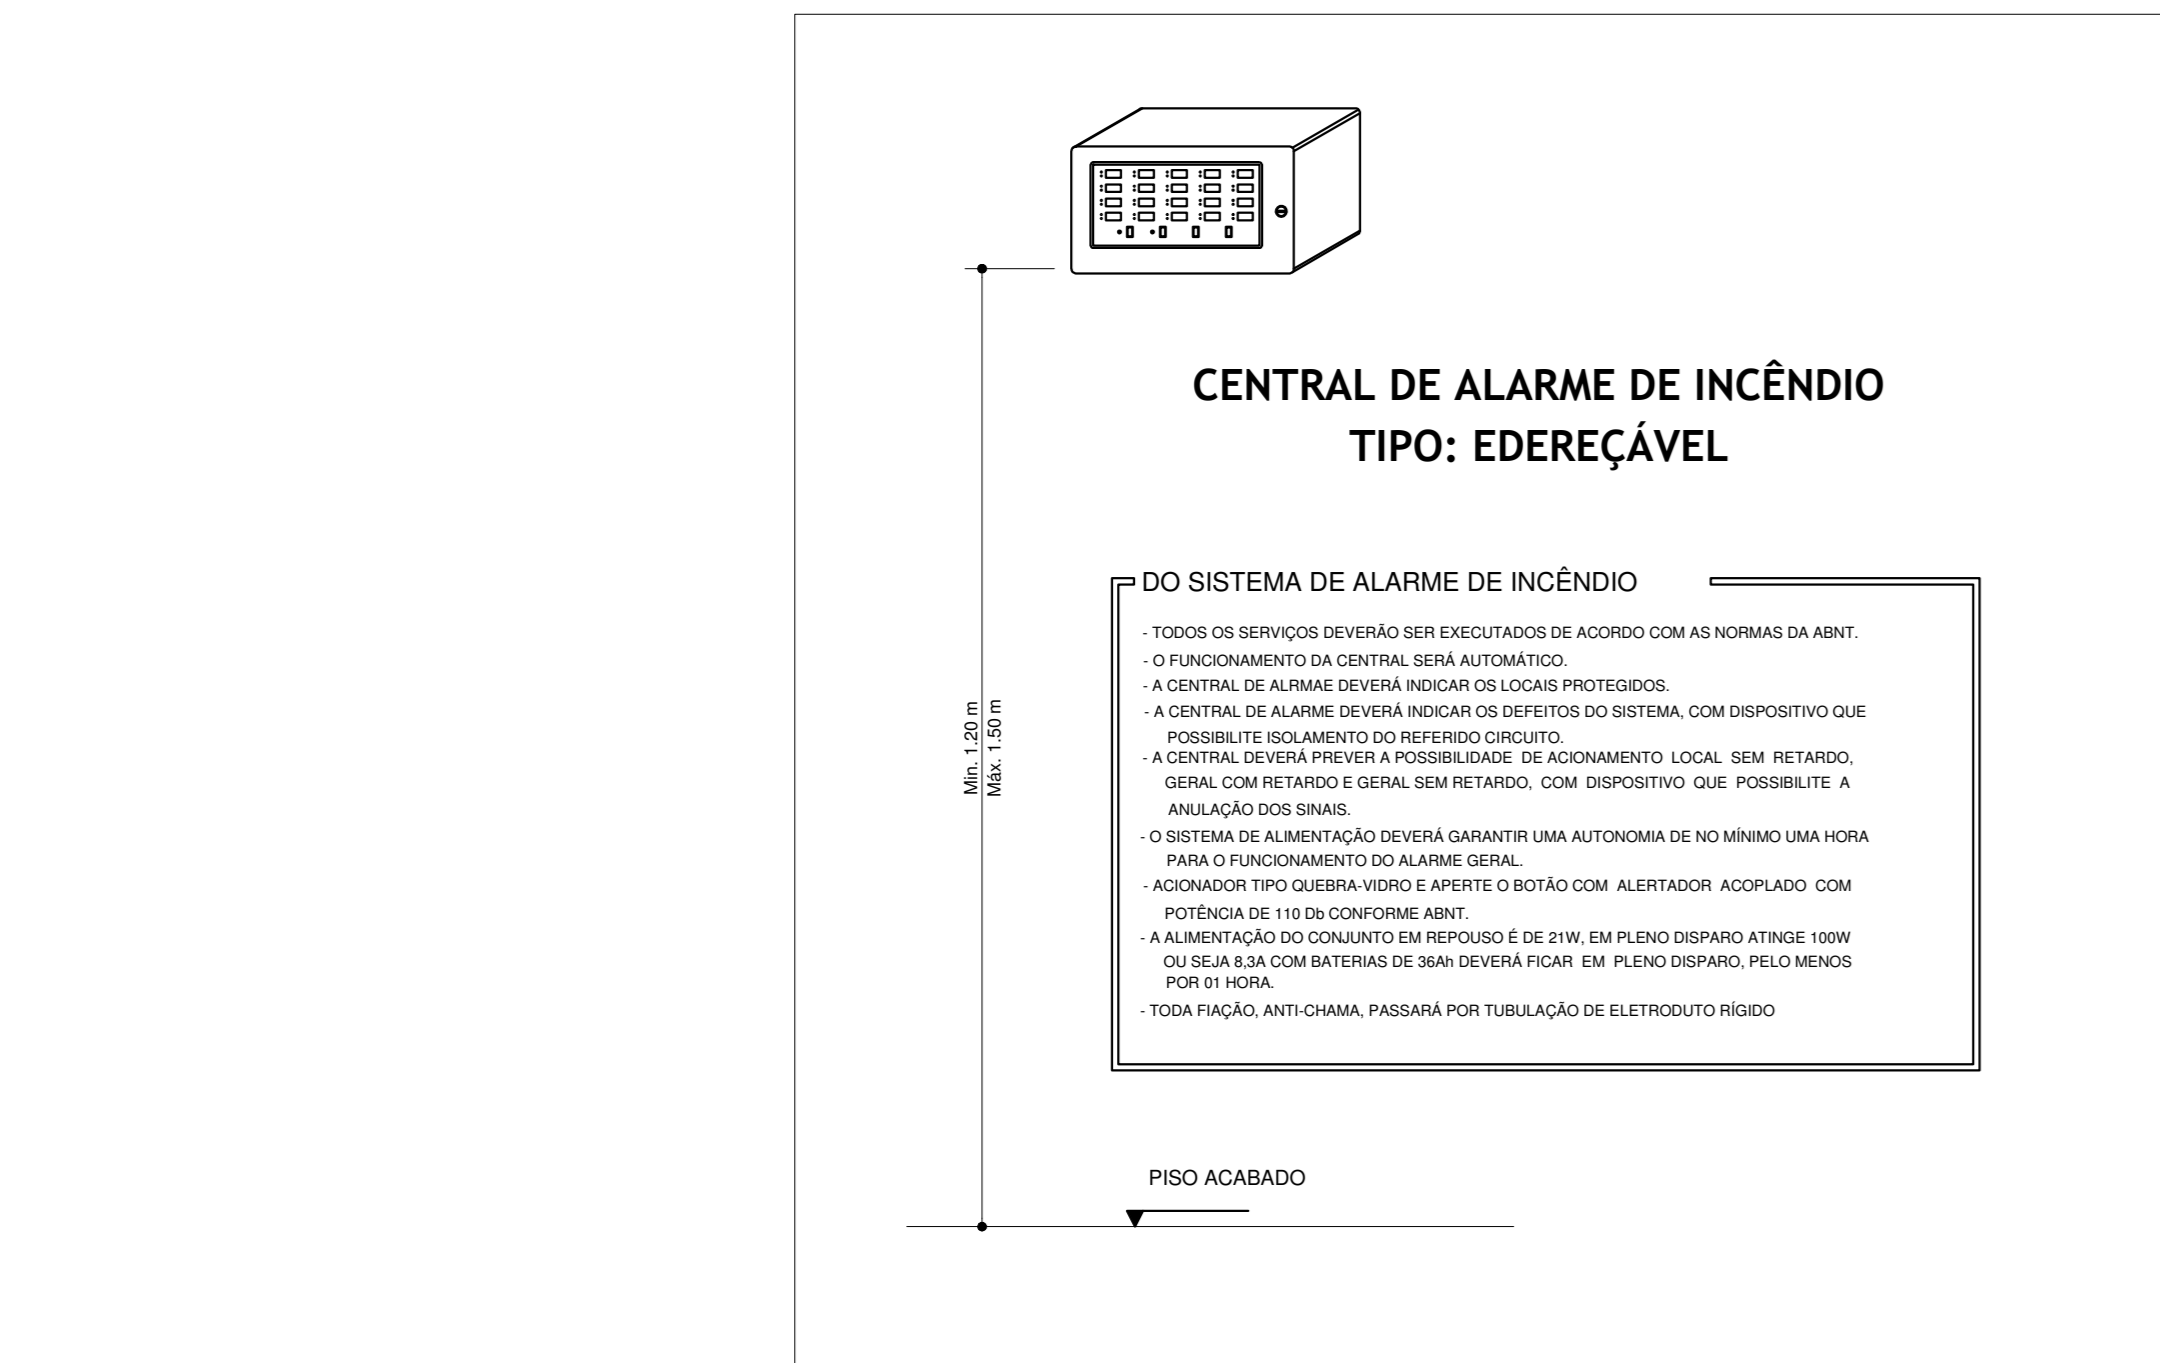 CENTRAL DE ALARME DE INCÊNDIO
TIPO: EDEREÇÁVEL
DO SISTEMA DE ALARME DE INCÊNDIO
- TODOS OS SERVIÇOS DEVERÃO SER EXECUTADOS DE ACORDO COM AS NORMAS DA ABNT.
- O FUNCIONAMENTO DA CENTRAL SERÁ AUTOMÁTICO.
- A CENTRAL DE ALRMAE DEVERÁ INDICAR OS LOCAIS PROTEGIDOS.
- A CENTRAL DE ALARME DEVERÁ INDICAR OS DEFEITOS DO SISTEMA, COM DISPOSITIVO QUE
POSSIBILITE ISOLAMENTO DO REFERIDO CIRCUITO.
- A CENTRAL DEVERÁ PREVER A POSSIBILIDADE DE ACIONAMENTO LOCAL SEM RETARDO,
GERAL COM RETARDO E GERAL SEM RETARDO, COM DISPOSITIVO QUE POSSIBILITE A
ANULAÇÃO DOS SINAIS.
- O SISTEMA DE ALIMENTAÇÃO DEVERÁ GARANTIR UMA AUTONOMIA DE NO MÍNIMO UMA HORA
PARA O FUNCIONAMENTO DO ALARME GERAL.
- ACIONADOR TIPO QUEBRA-VIDRO E APERTE O BOTÃO COM ALERTADOR ACOPLADO COM
POTÊNCIA DE 110 Db CONFORME ABNT.
- A ALIMENTAÇÃO DO CONJUNTO EM REPOUSO É DE 21W, EM PLENO DISPARO ATINGE 100W
OU SEJA 8,3A COM BATERIAS DE 36Ah DEVERÁ FICAR EM PLENO DISPARO, PELO MENOS
POR 01 HORA.
- TODA FIAÇÃO, ANTI-CHAMA, PASSARÁ POR TUBULAÇÃO DE ELETRODUTO RÍGIDO
Min. 1.20 m
Máx. 1.50 m
PISO ACABADO